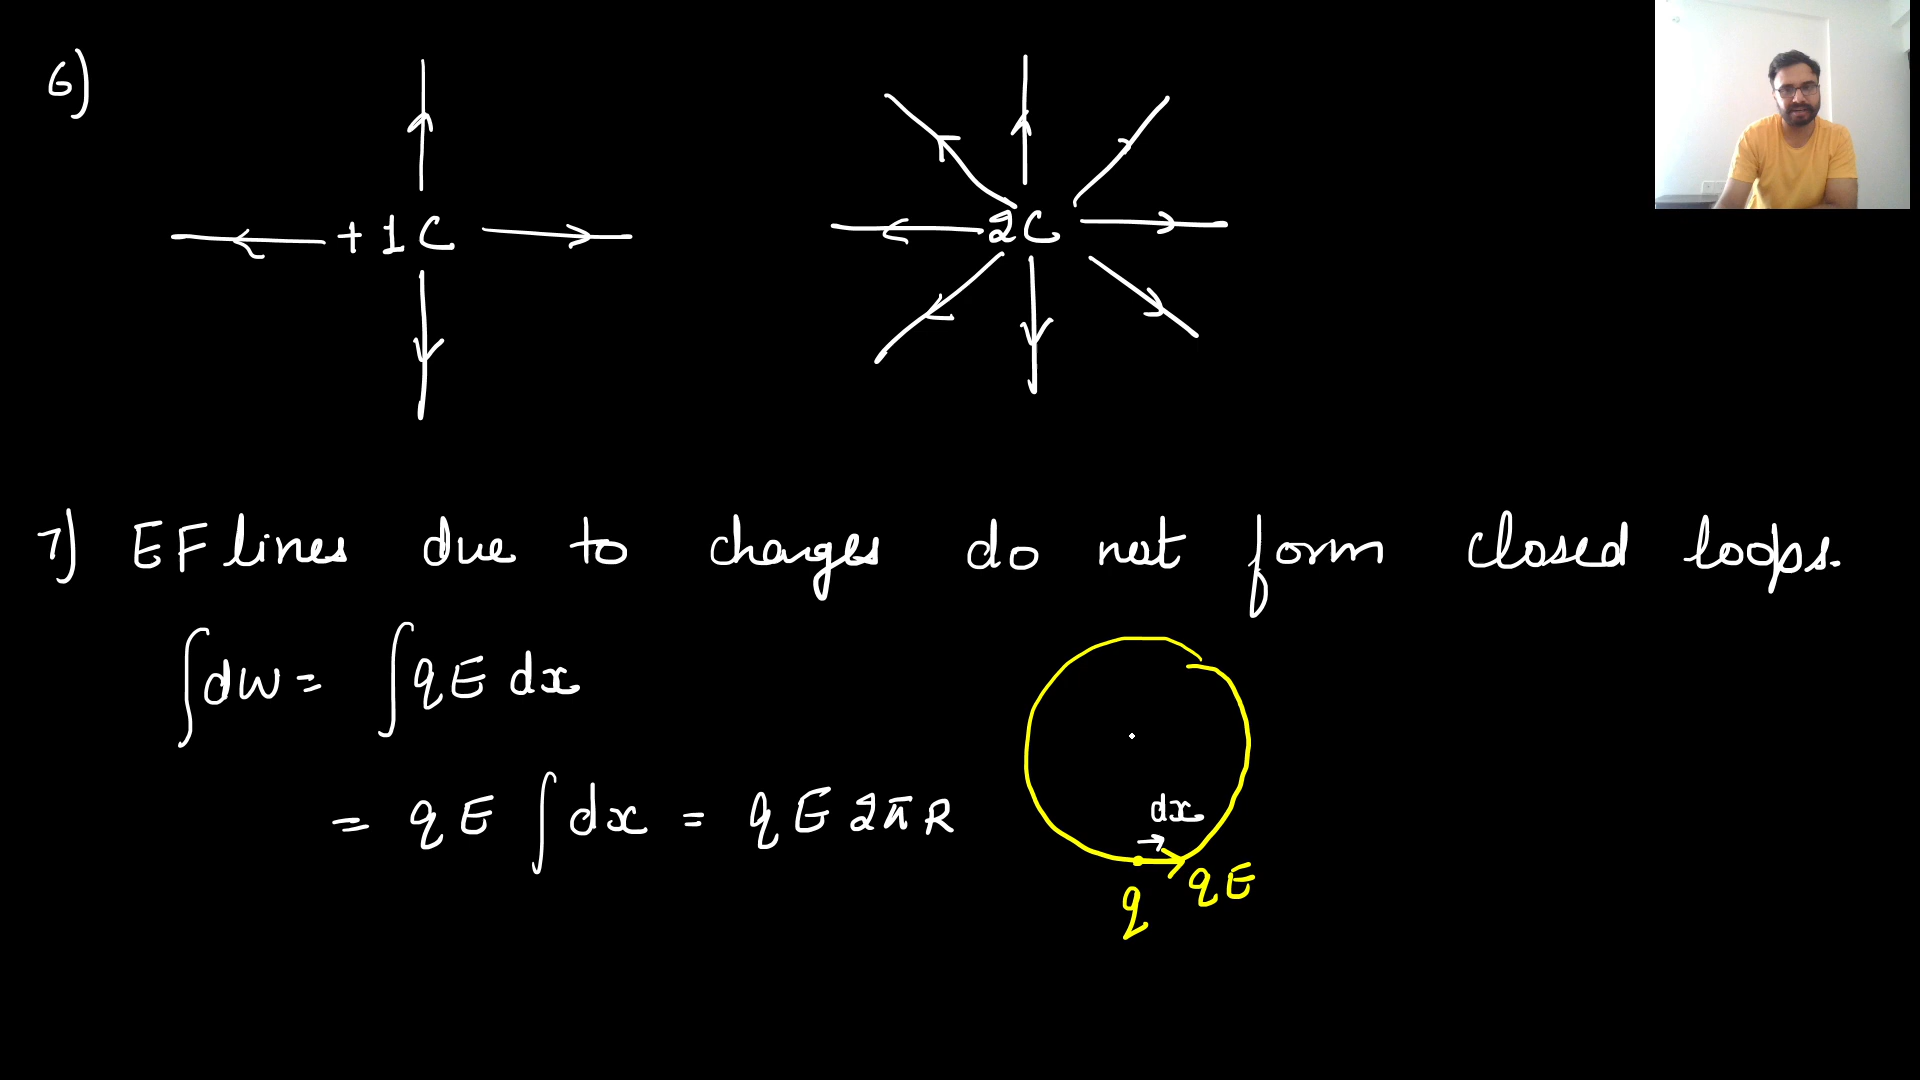 6)
+1C
2C
7) EF lines due to charges do not form closed loops.
∫dW = ∫qE dx
= qE ∫dx = qE 2πR
dx
qE
q